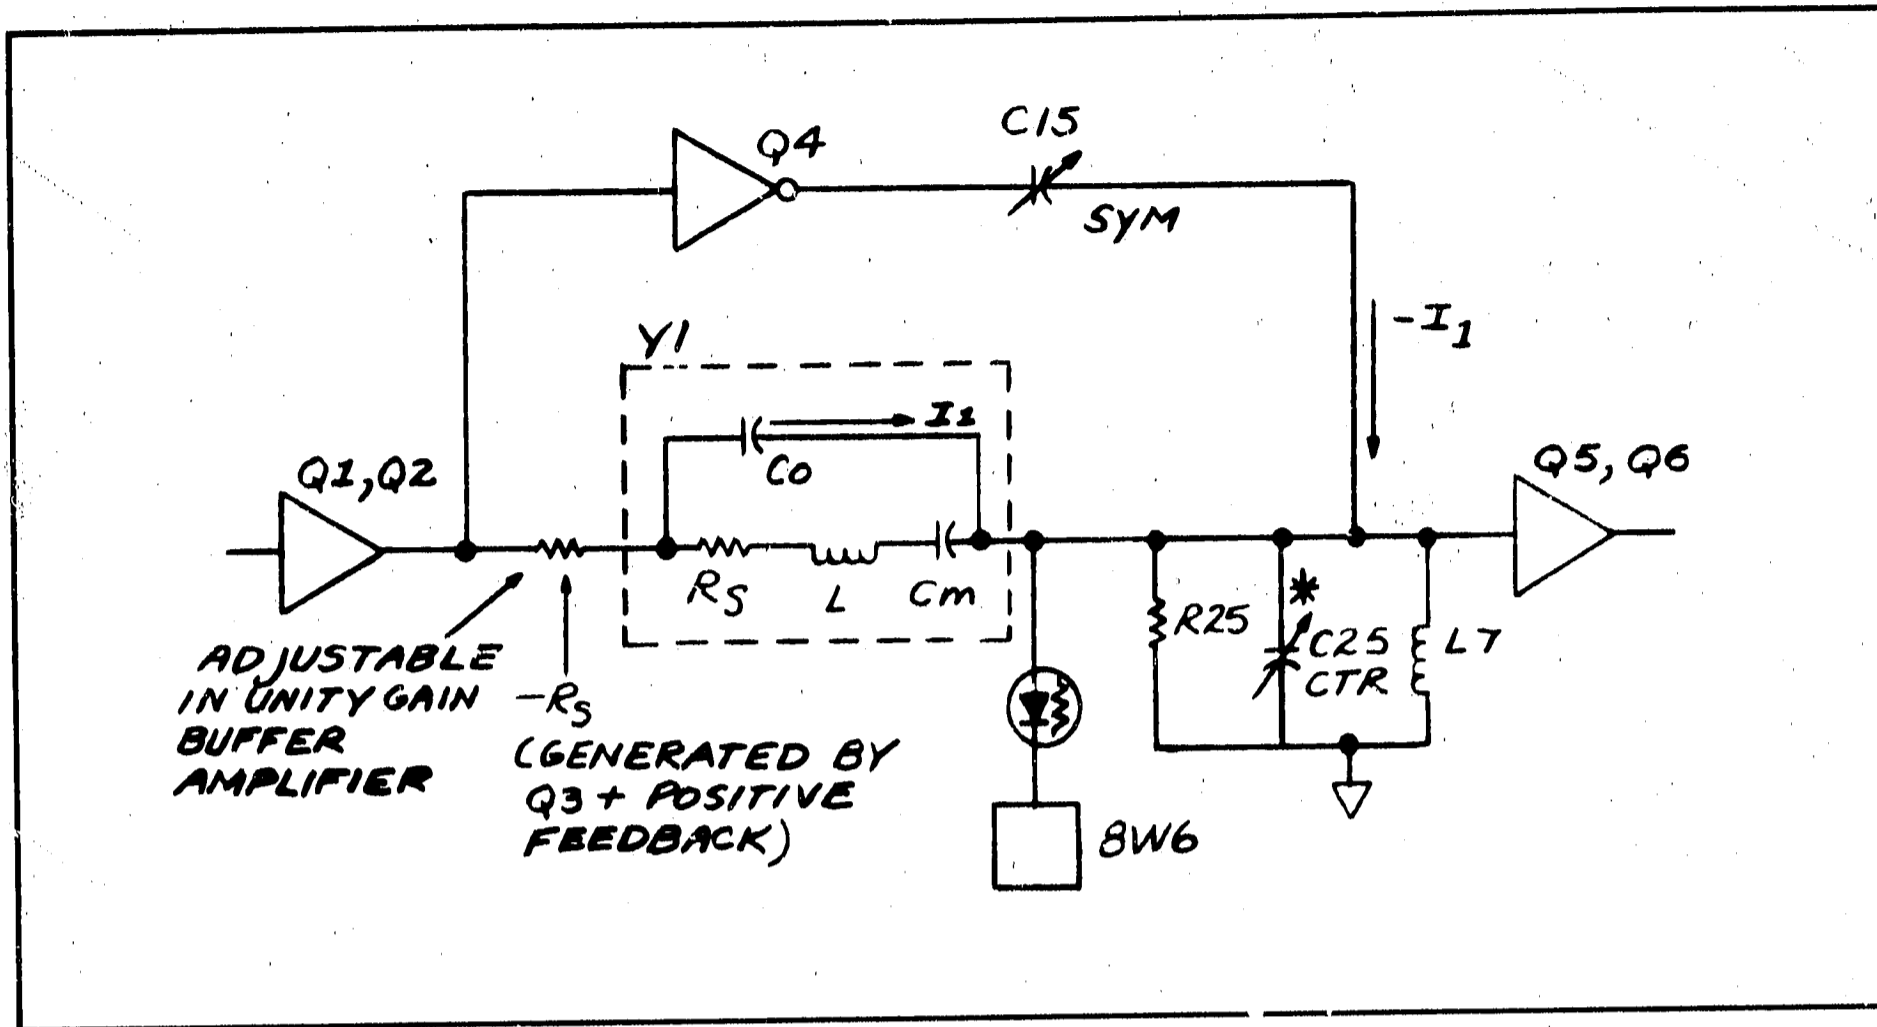 C15
Q4
SYM
-I1
Y1
I1
Co
Q1,Q2
Q5, Q6
RS
L
Cm
*
R25
C25
CTR
L7
ADJUSTABLE
IN UNITY GAIN
BUFFER
AMPLIFIER
-RS
(GENERATED BY
Q3 + POSITIVE
FEEDBACK)
8W6